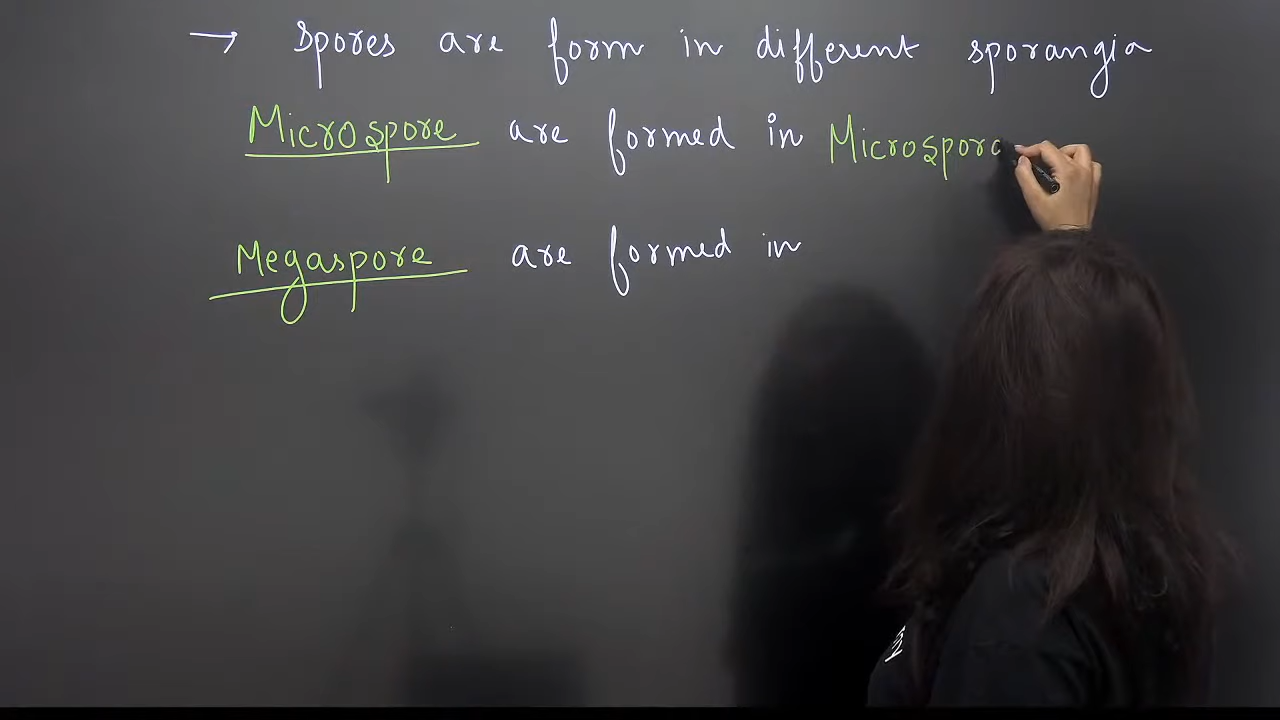 → Spores are form in different sporangia
Microspore are formed in Microspora
Megaspore are formed in